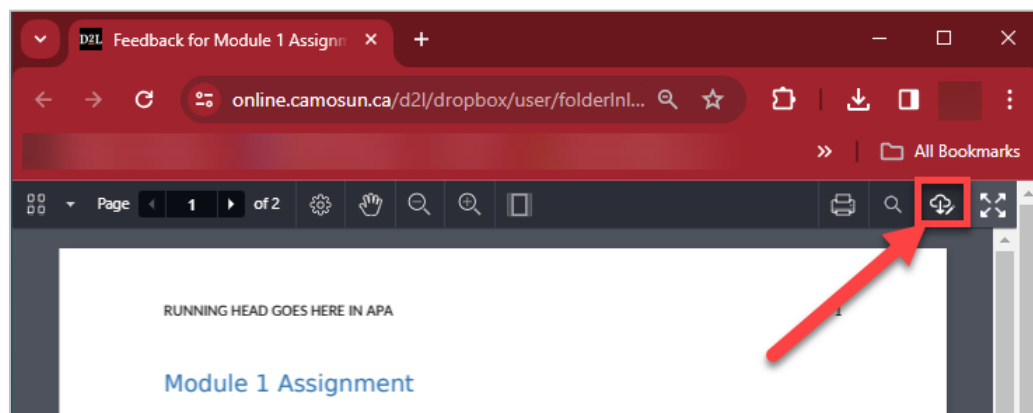 D2L Feedback for Module 1 Assignm
online.camosun.ca/d2l/dropbox/user/folderInl...
All Bookmarks
Page 1 of 2
RUNNING HEAD GOES HERE IN APA
Module 1 Assignment